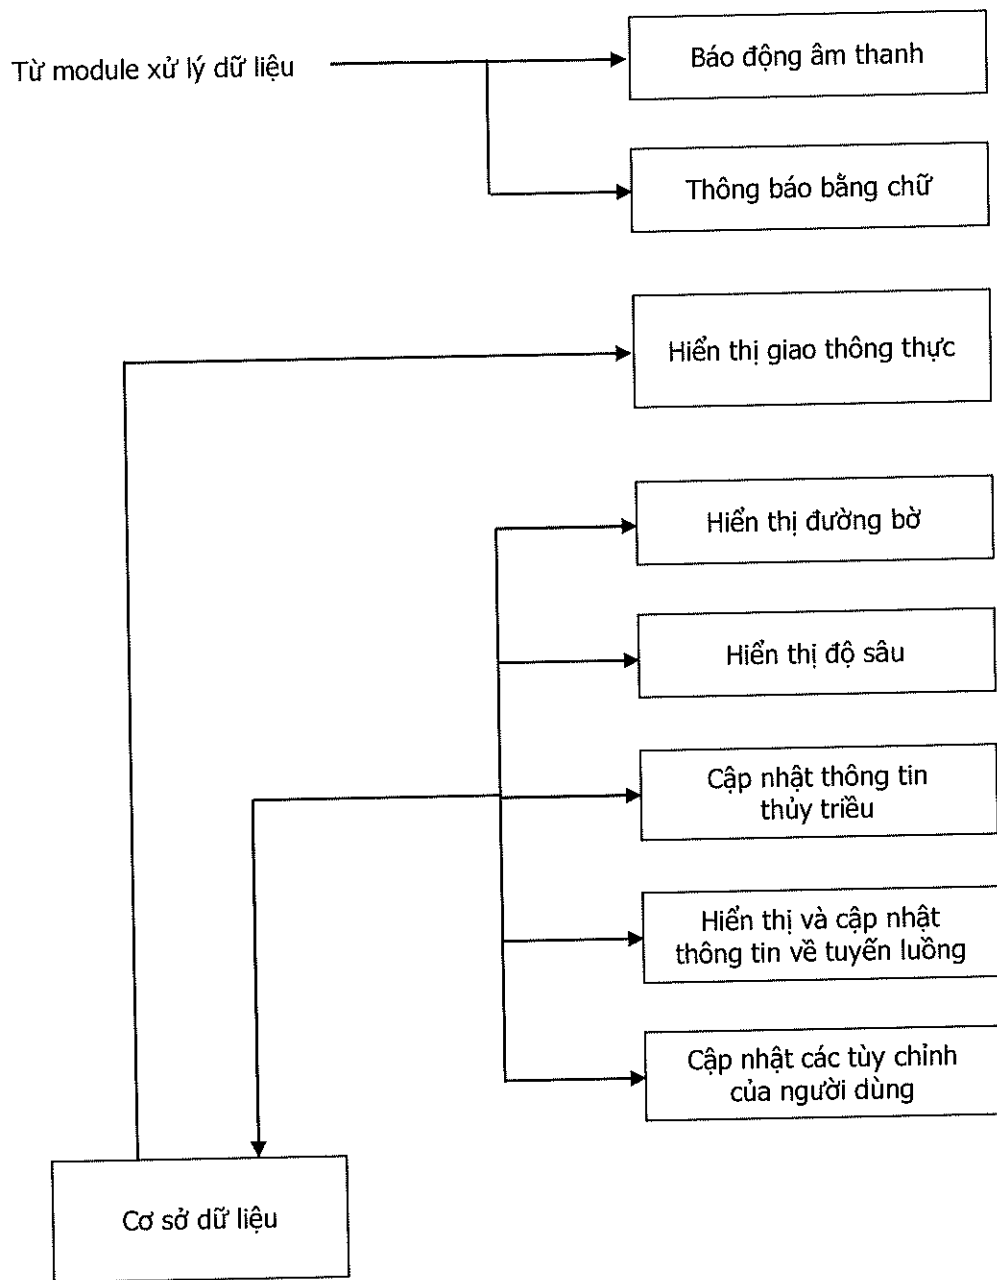 Từ module xử lý dữ liệu
Báo động âm thanh
Thông báo bằng chữ
Hiển thị giao thông thực
Hiển thị đường bờ
Hiển thị độ sâu
Cập nhật thông tin
thủy triều
Hiển thị và cập nhật
thông tin về tuyến luồng
Cập nhật các tùy chỉnh
của người dùng
Cơ sở dữ liệu